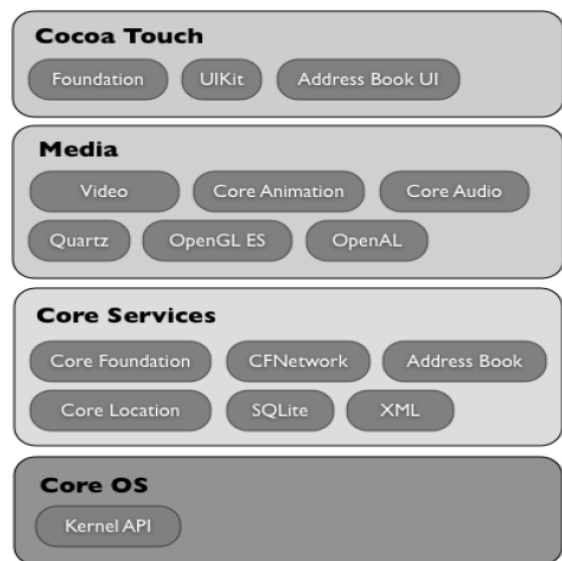 Cocoa Touch
Foundation UIKit Address Book UI
Media
Video Core Animation Core Audio
Quartz OpenGL ES OpenAL
Core Services
Core Foundation CFNetwork Address Book
Core Location SQLite XML
Core OS
Kernel API